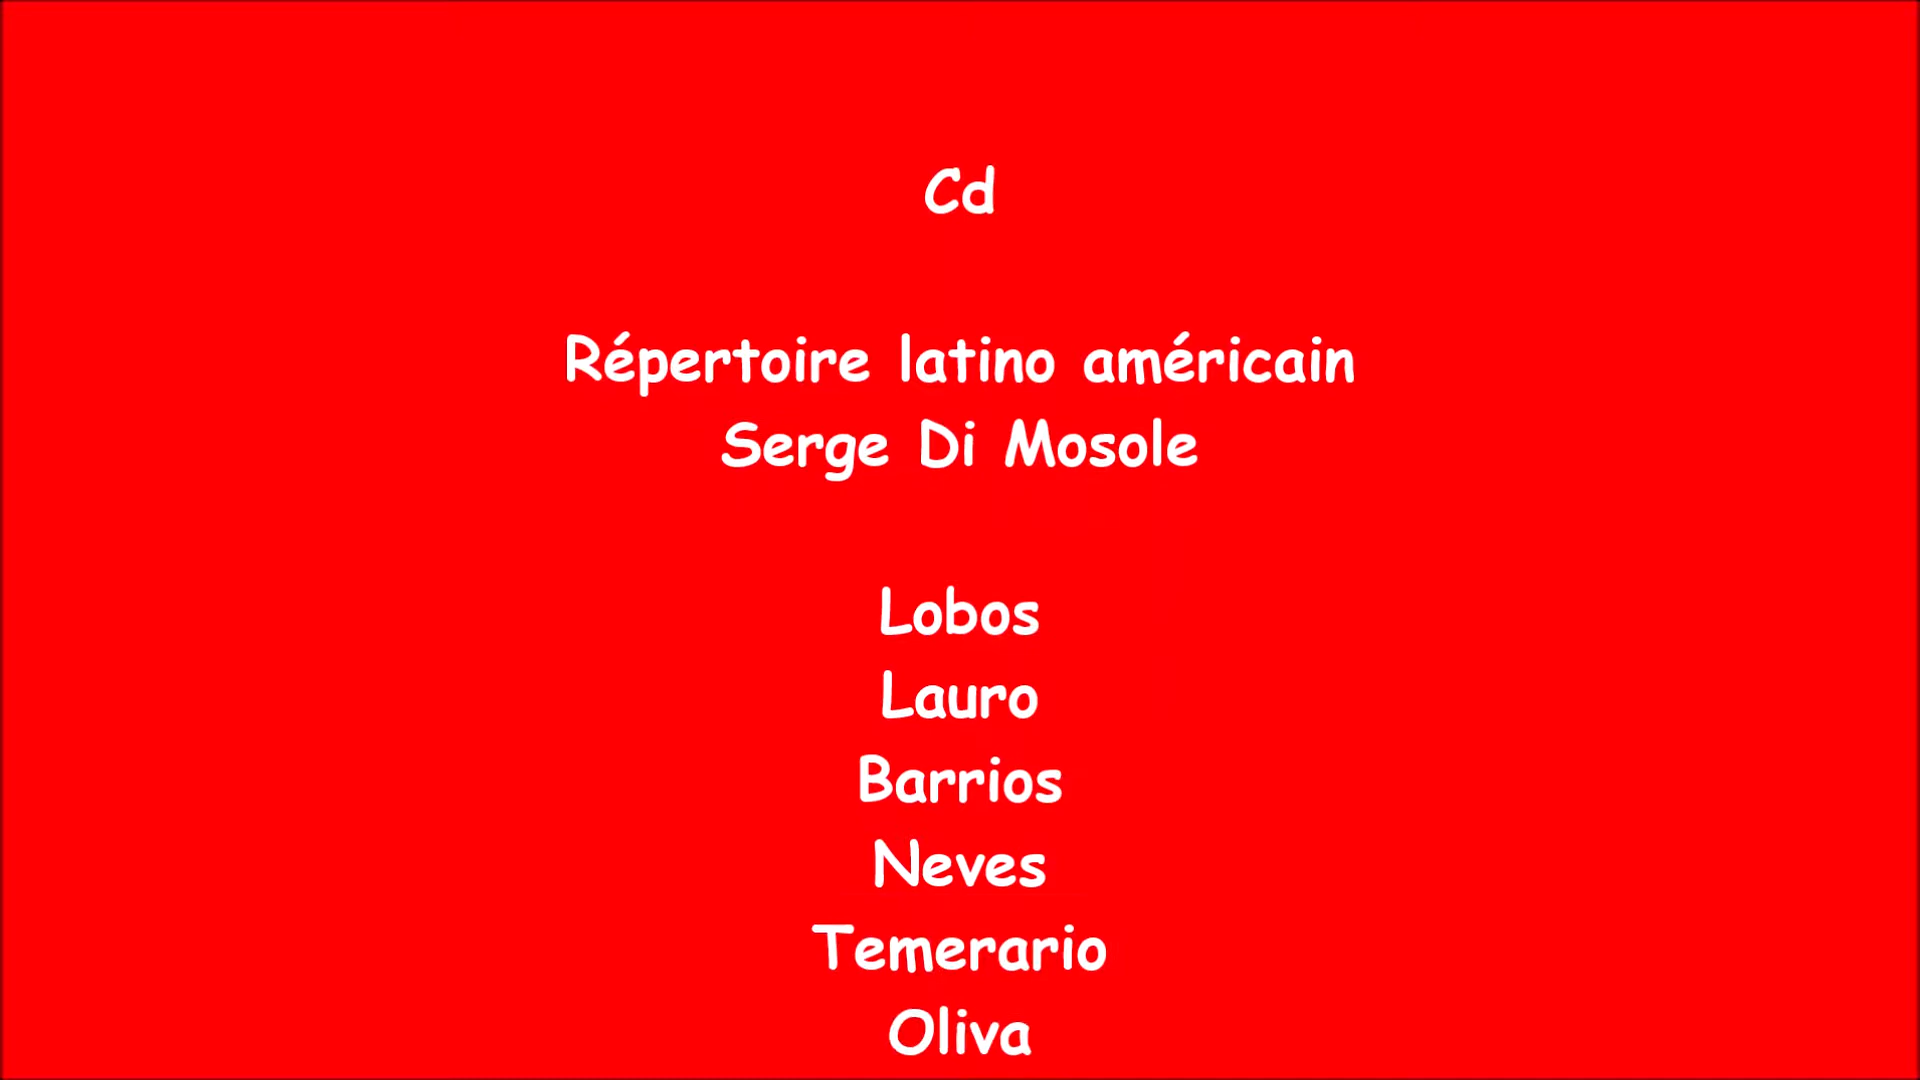 Cd
Répertoire latino américain
Serge Di Mosole
Lobos
Lauro
Barrios
Neves
Temerario
Oliva